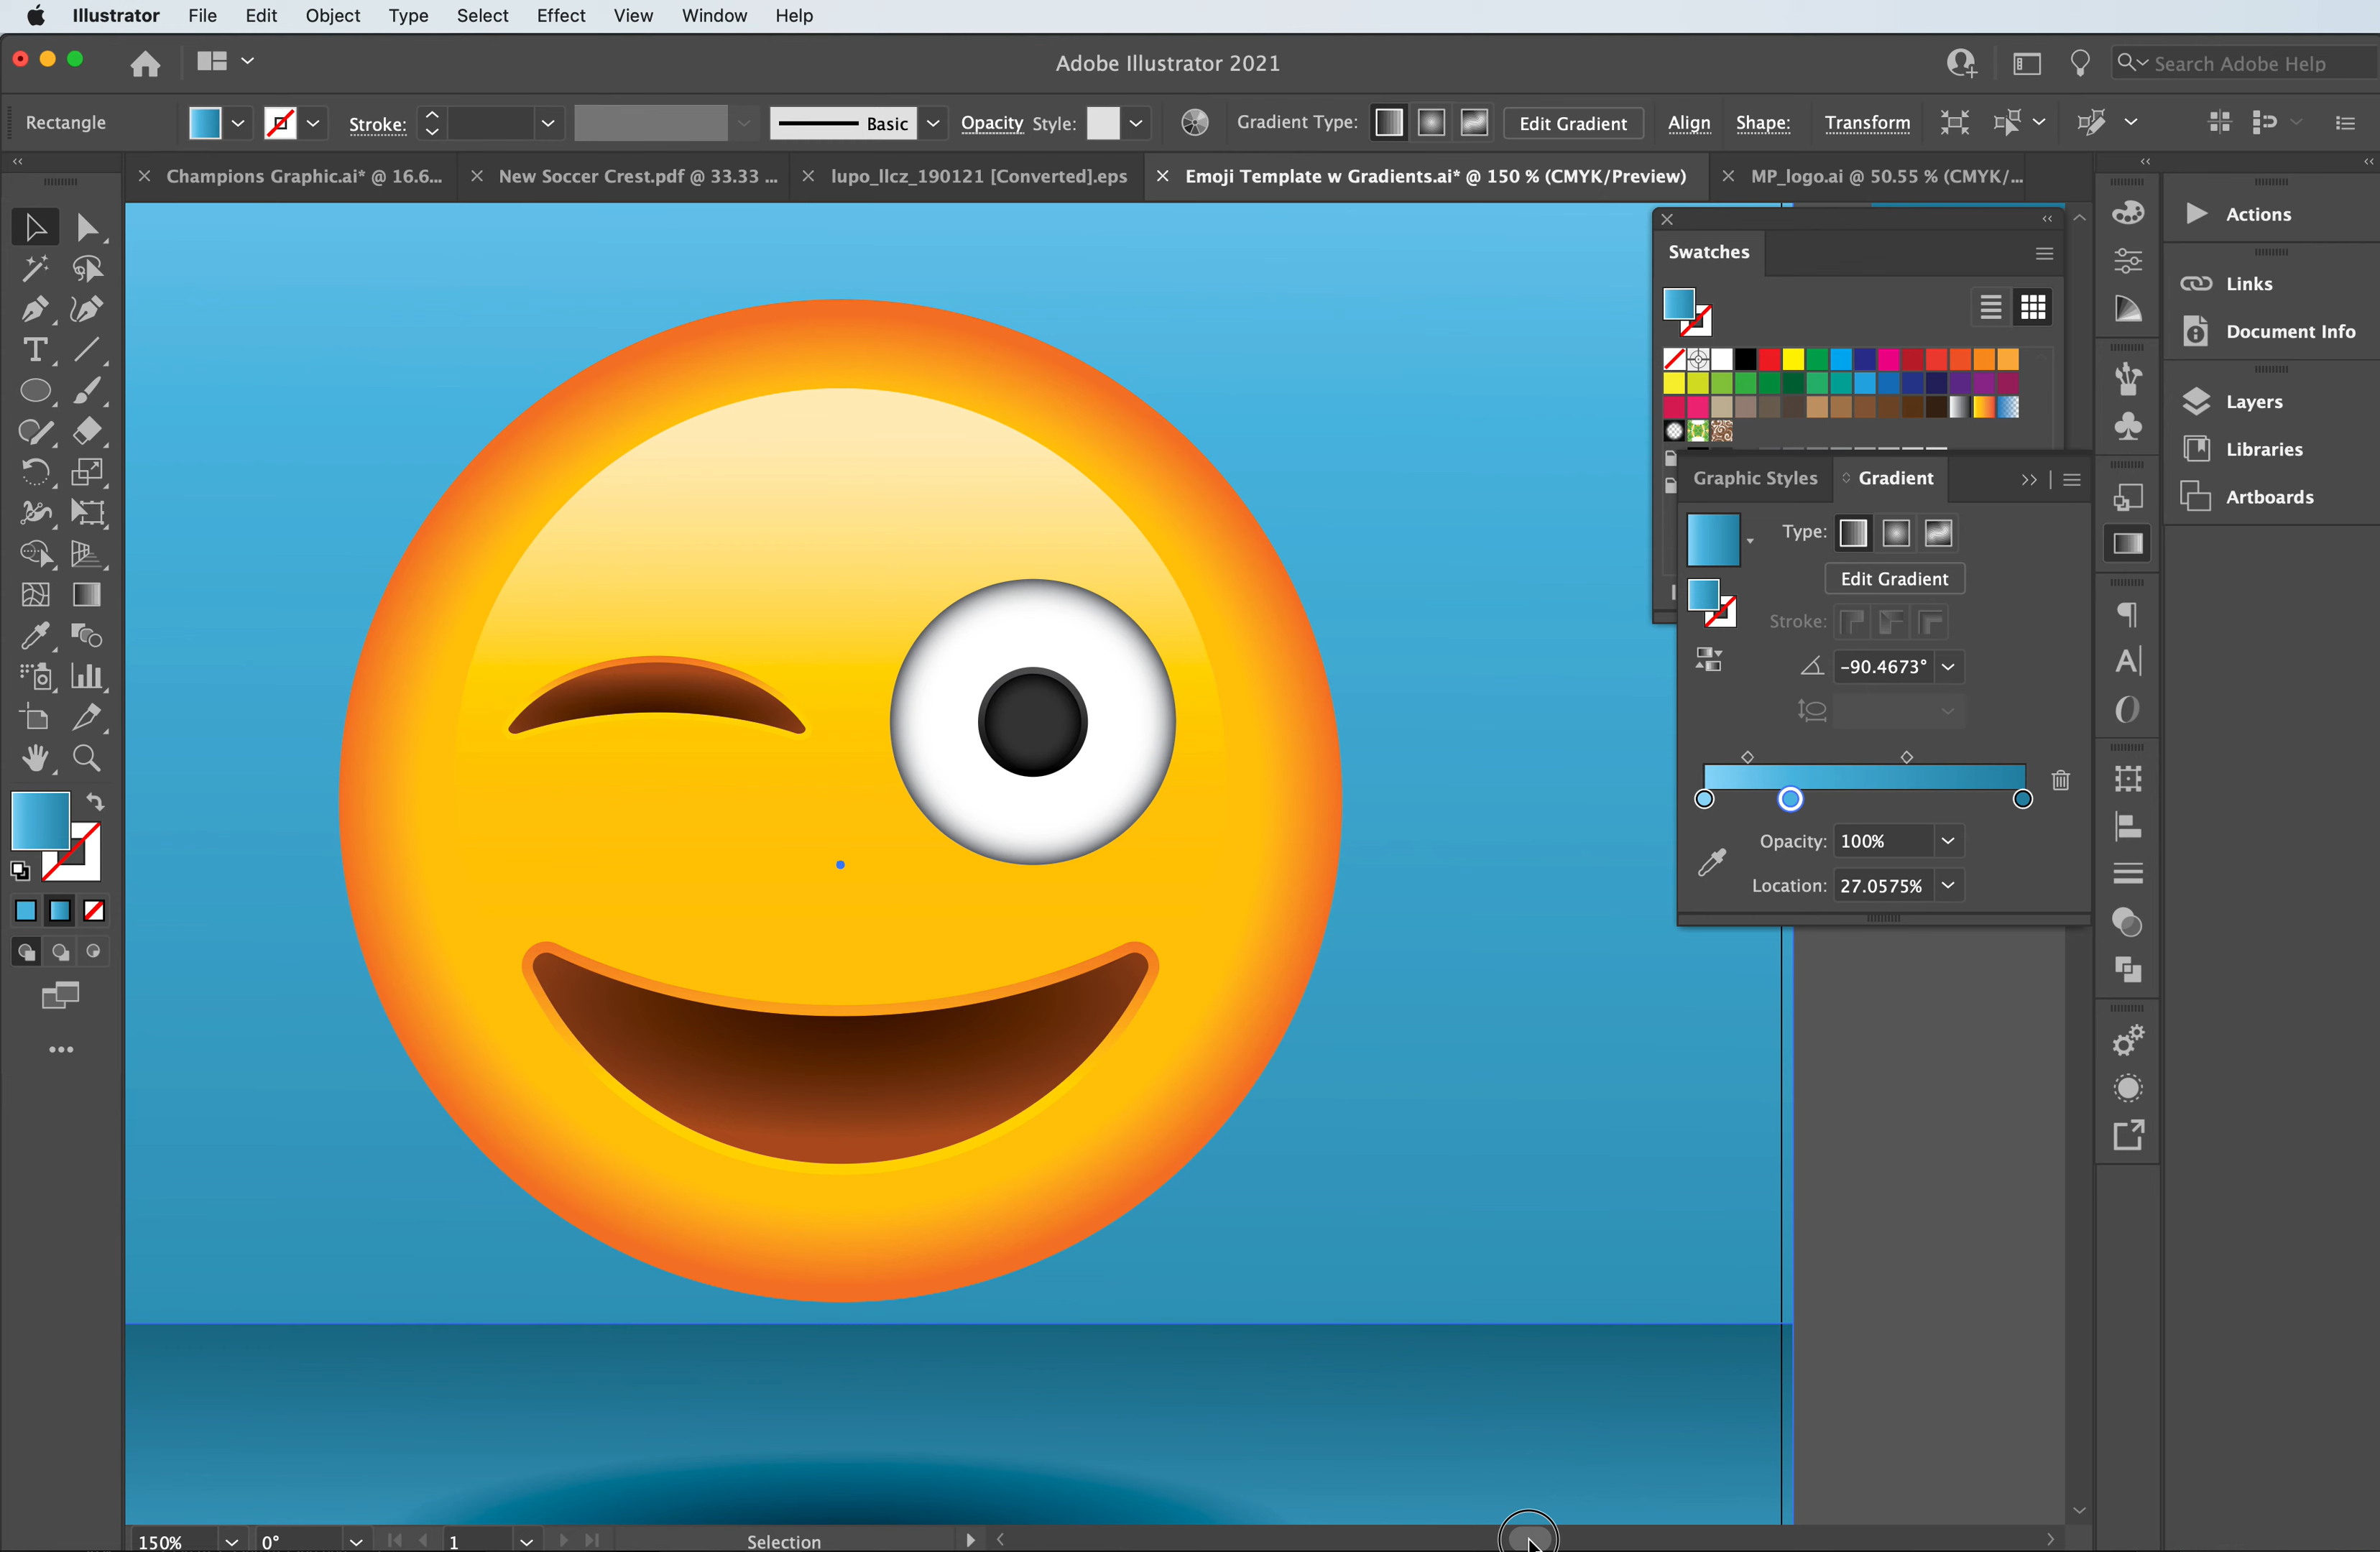 Illustrator File Edit Object Type Select Effect View Window Help
Adobe Illustrator 2021
Search Adobe Help
Rectangle Stroke: Basic Opacity Style: Gradient Type: Edit Gradient Align Shape: Transform
Champions Graphic.ai* @ 16.6... New Soccer Crest.pdf @ 33.33 ... lupo_llcz_190121 [Converted].eps Emoji Template w Gradients.ai* @ 150 % (CMYK/Preview) MP_logo.ai @ 50.55 % (CMYK/...
Swatches
Actions
Links
Document Info
Layers
Libraries
Artboards
Graphic Styles Gradient
Type:
Edit Gradient
Stroke:
-90.4673°
Opacity: 100%
Location: 27.0575%
150% 0° 1 Selection